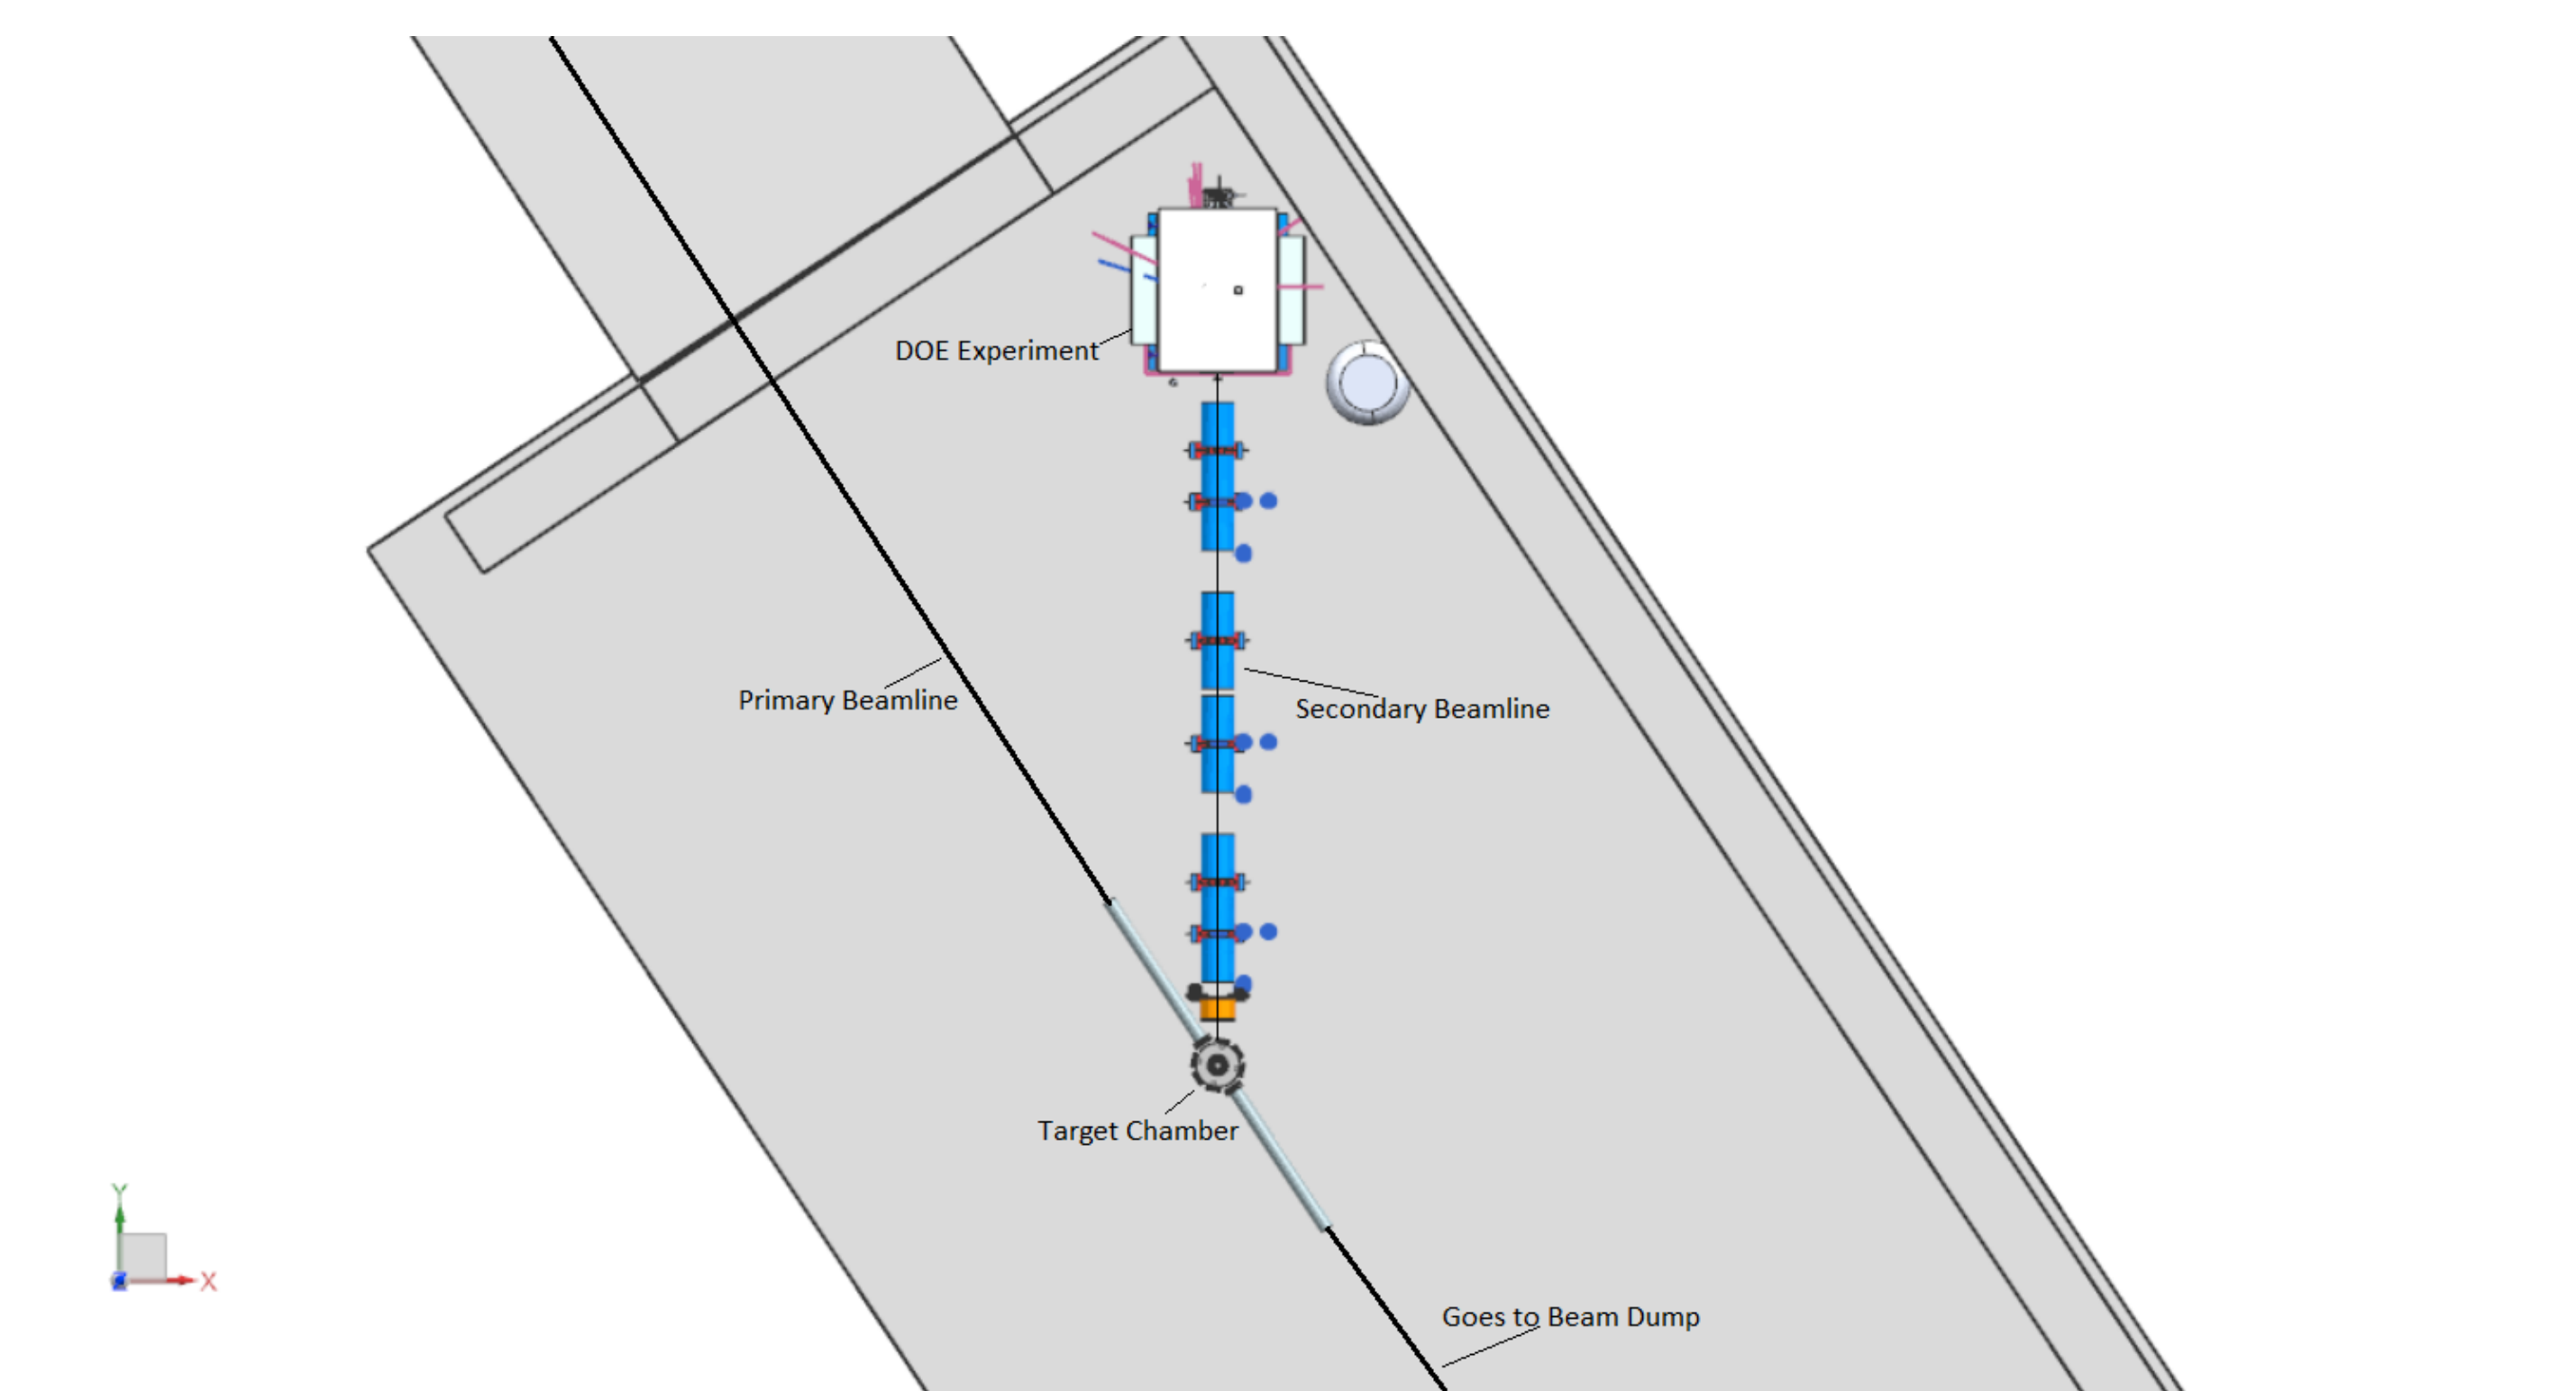 DOE Experiment
Primary Beamline
Secondary Beamline
Target Chamber
Y
X
Goes to Beam Dump